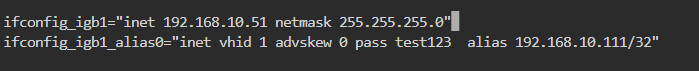 ifconfig_igb1="inet 192.168.10.51 netmask 255.255.255.0"
ifconfig_igb1_alias0="inet vhid 1 advskew 0 pass test123  alias 192.168.10.111/32"